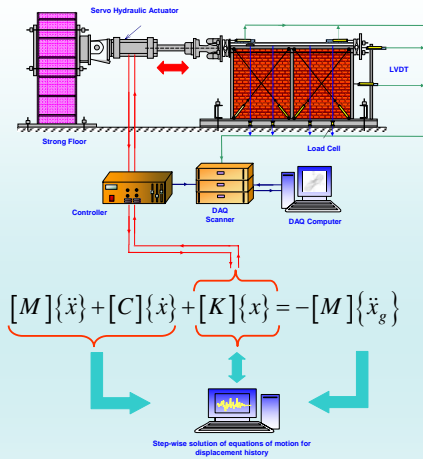 Servo Hydraulic Actuator
LVDT
Strong Floor
Load Cell
Controller
DAQ
Scanner
DAQ Computer
[M]{ẍ}+[C]{ẋ}+[K]{x}=−[M]{ẍ_g}
Step-wise solution of equations of motion for
displacement history